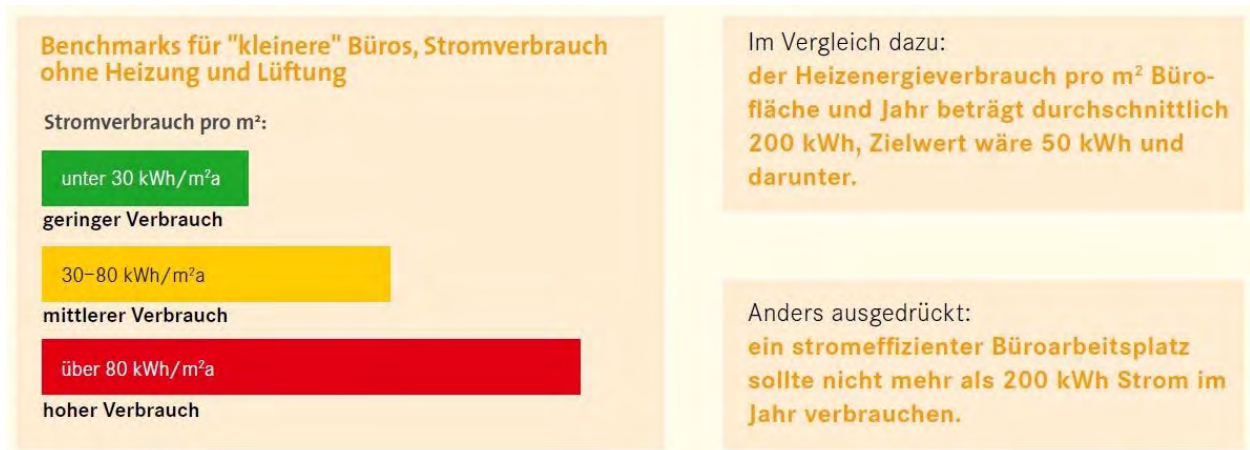 Benchmarks für "kleinere" Büros, Stromverbrauch
ohne Heizung und Lüftung
Stromverbrauch pro m²:
unter 30 kWh/m²a
geringer Verbrauch
30–80 kWh/m²a
mittlerer Verbrauch
über 80 kWh/m²a
hoher Verbrauch
Im Vergleich dazu:
der Heizenergieverbrauch pro m² Büro-
fläche und Jahr beträgt durchschnittlich
200 kWh, Zielwert wäre 50 kWh und
darunter.
Anders ausgedrückt:
ein stromeffizienter Büroarbeitsplatz
sollte nicht mehr als 200 kWh Strom im
Jahr verbrauchen.